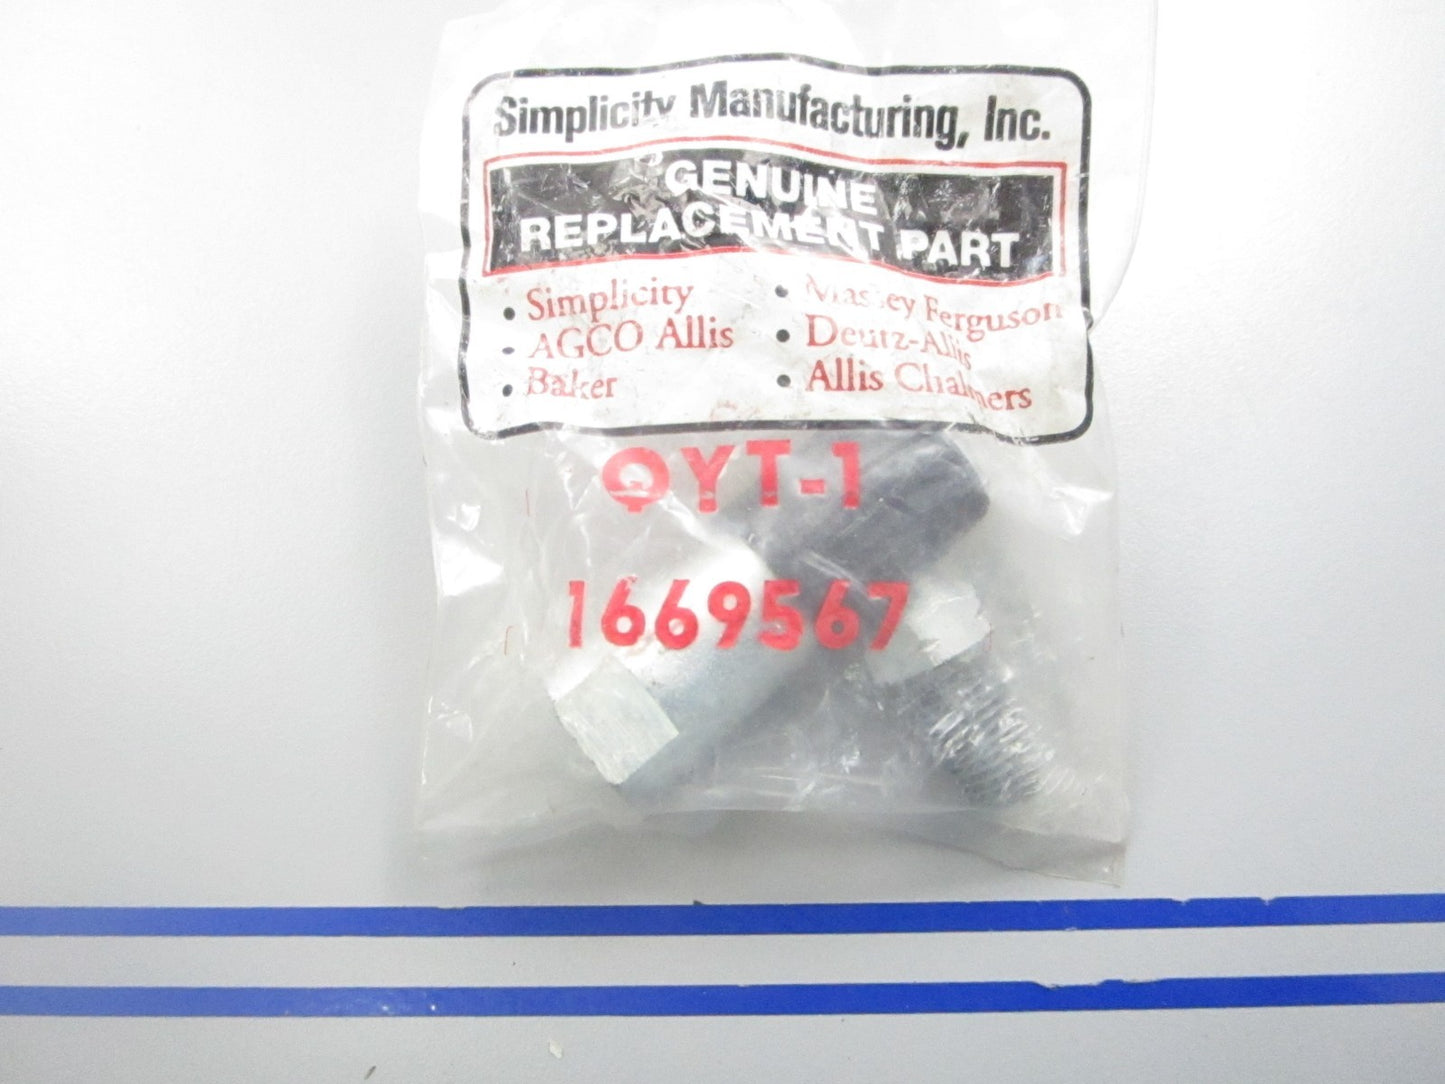 Simplicity Manufacturing, Inc.
GENUINE
REPLACEMENT PART
• Simplicity
• AGCO Allis
• Baker
• Massey Ferguson
• Deutz-Allis
• Allis Chalmers
QYT-1
1669567